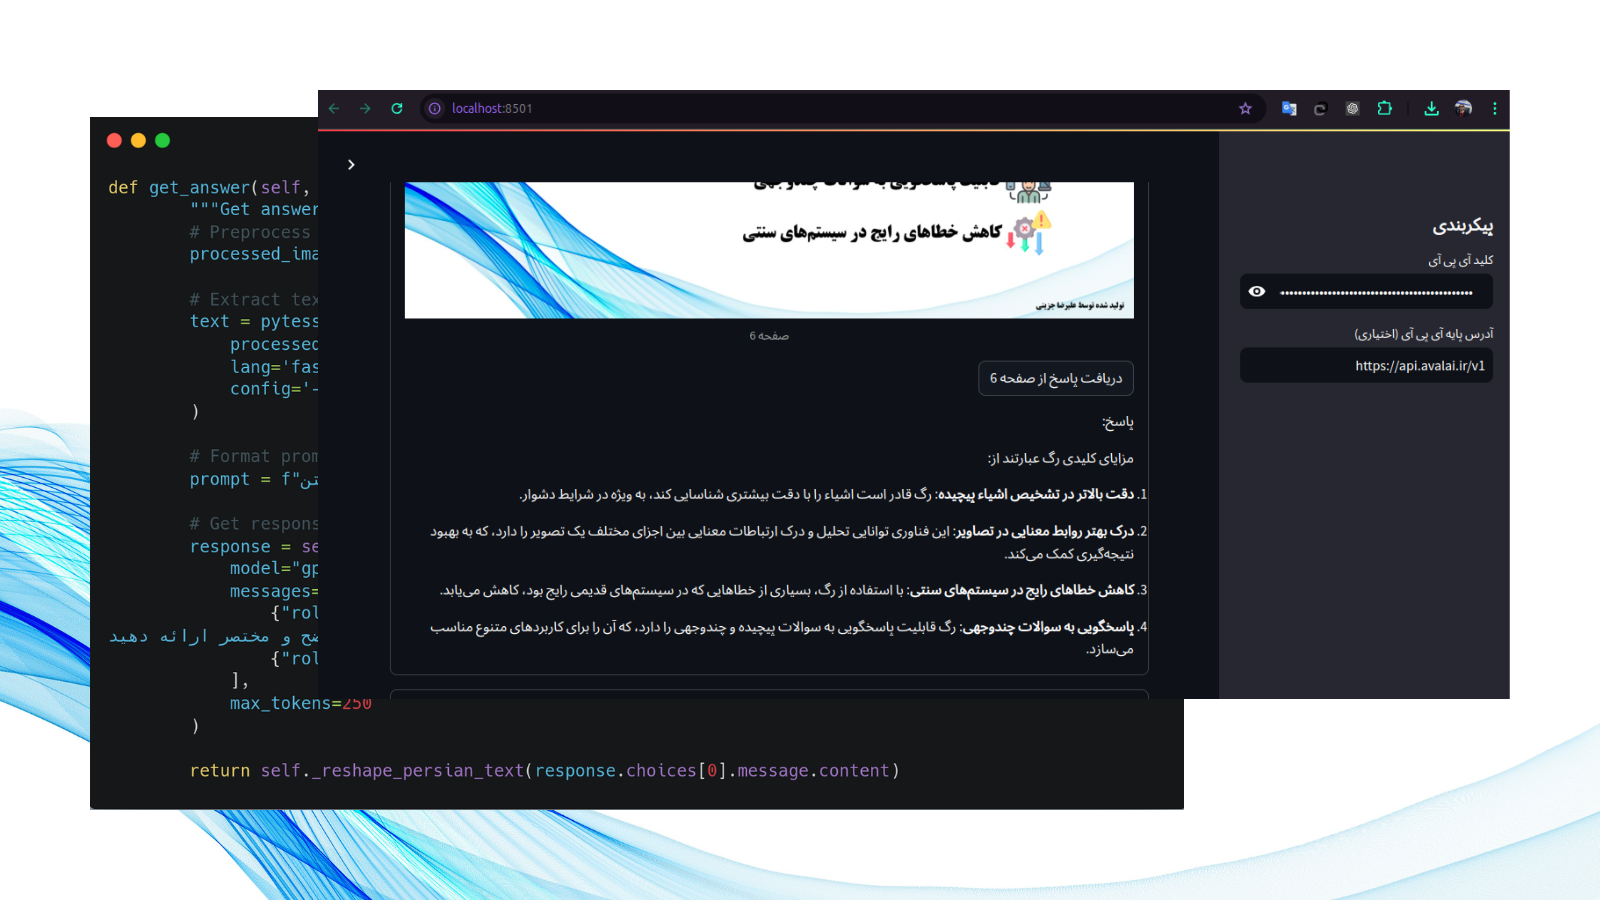 localhost:8501
def get_answer(self,
"""Get answer
# Preprocess
processed_ima
# Extract tex
text = pytess
processed
lang='fas
config='-
)
# Format prom
prompt = f"تن
# Get respons
response = se
model="gp
messages=
{"rol
ضح و مختصر ارائه دهید
{"rol
],
max_tokens=250
)
return self._reshape_persian_text(response.choices[0].message.content)
قابلیت پاسخگویی به سوالات چندوجهی
کاهش خطاهای رایج در سیستم‌های سنتی
تولید شده توسط علیرضا جزینی
صفحه 6
دریافت پاسخ از صفحه 6
پاسخ:
مزایای کلیدی رگ عبارتند از:
1. دقت بالاتر در تشخیص اشیاء پیچیده: رگ قادر است اشیاء را با دقت بیشتری شناسایی کند، به ویژه در شرایط دشوار.
2. درک بهتر روابط معنایی در تصاویر: این فناوری توانایی تحلیل و درک ارتباطات معنایی بین اجزای مختلف یک تصویر را دارد، که به بهبود
نتیجه‌گیری کمک می‌کند.
3. کاهش خطاهای رایج در سیستم‌های سنتی: با استفاده از رگ، بسیاری از خطاهایی که در سیستم‌های قدیمی رایج بود، کاهش می‌یابد.
4. پاسخگویی به سوالات چندوجهی: رگ قابلیت پاسخگویی به سوالات پیچیده و چندوجهی را دارد، که آن را برای کاربردهای متنوع مناسب
می‌سازد.
پیکربندی
کلید آی پی آی
آدرس پایه آی پی آی (اختیاری)
https://api.avalai.ir/v1